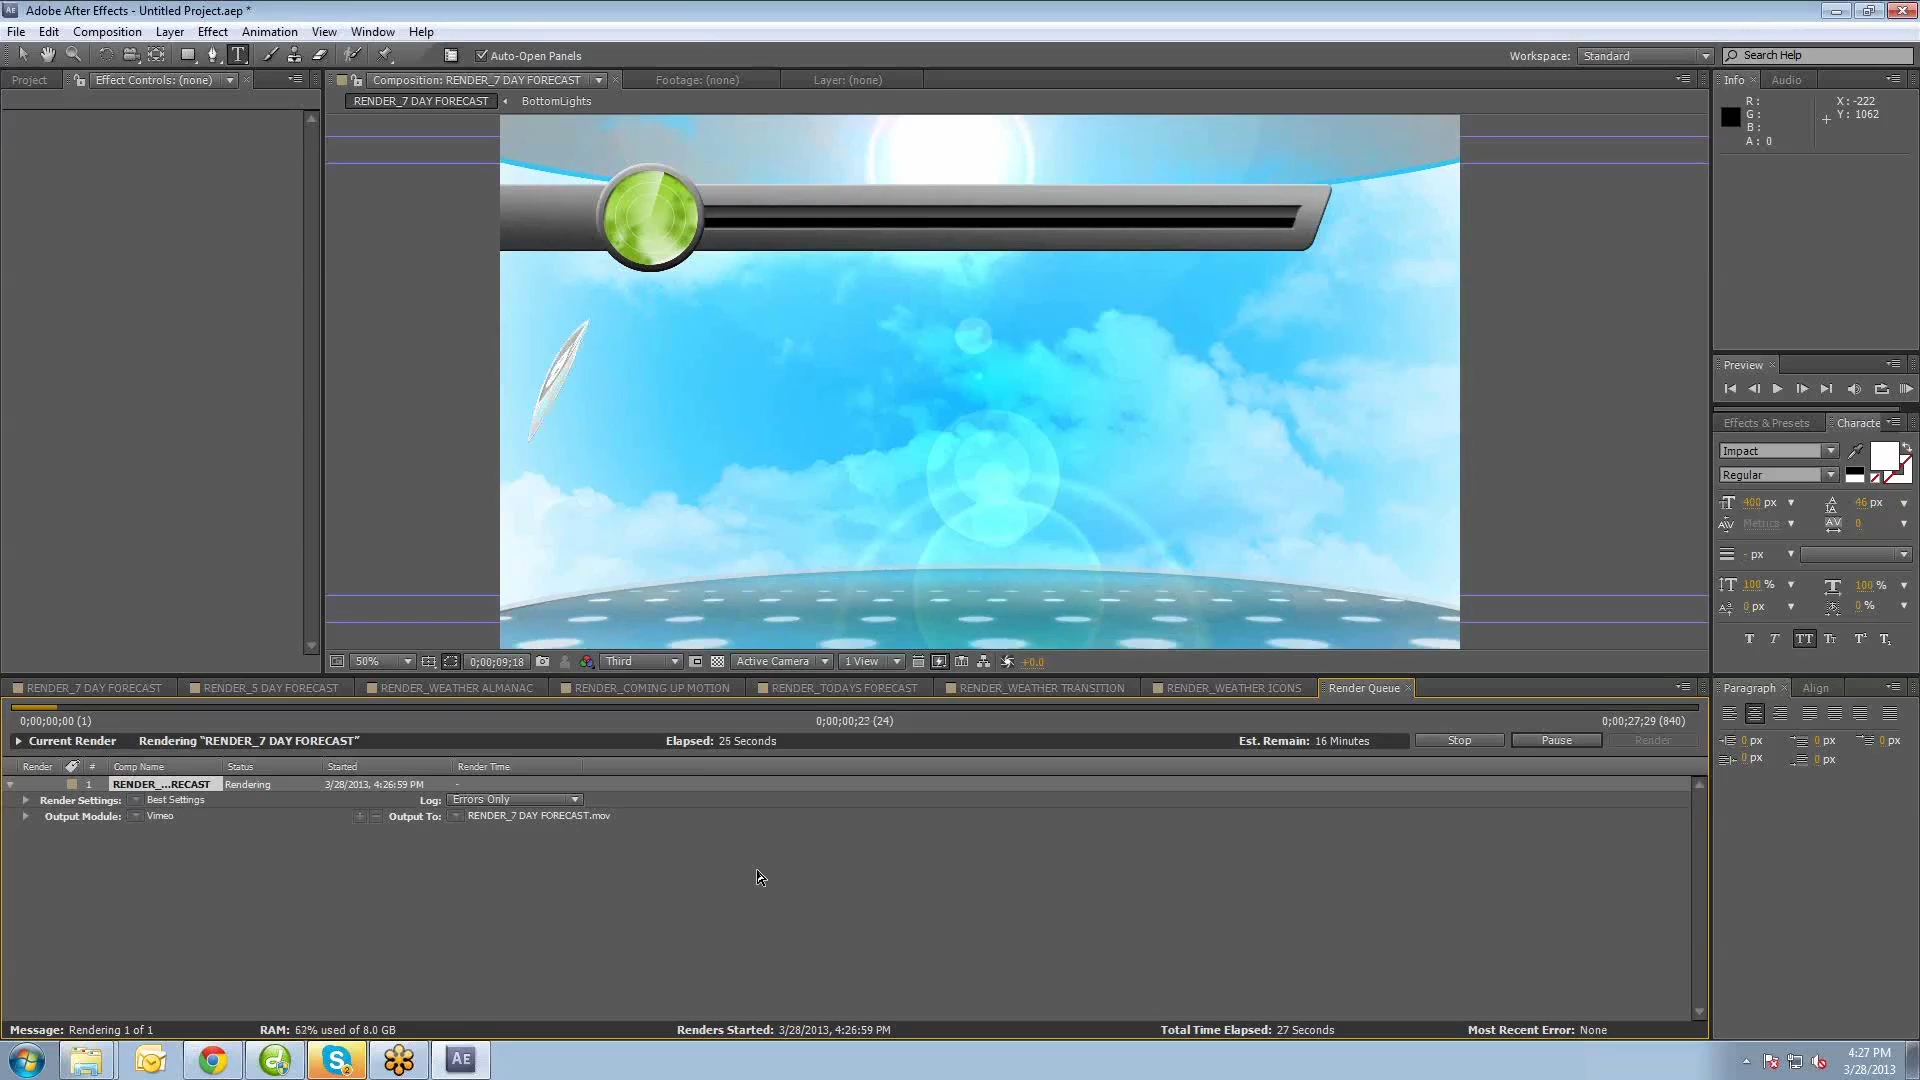 Adobe After Effects - Untitled Project.aep *
File Edit Composition Layer Effect Animation View Window Help
Auto-Open Panels
Workspace: Standard
Search Help
Project
Effect Controls: (none)
Composition: RENDER_7 DAY FORECAST
Footage: (none)
Layer: (none)
Info
Audio
RENDER_7 DAY FORECAST
BottomLights
R:
G:
B:
A: 0
X: -222
Y: 1062
Preview
Effects & Presets
Characte
Impact
Regular
400 px
46 px
Metrics
0
- px
100 %
100 %
0 px
0 %
50%
0;00;09;18
Third
Active Camera
1 View
+0.0
RENDER_7 DAY FORECAST
RENDER_5 DAY FORECAST
RENDER_WEATHER ALMANAC
RENDER_COMING UP MOTION
RENDER_TODAYS FORECAST
RENDER_WEATHER TRANSITION
RENDER_WEATHER ICONS
Render Queue
Paragraph
Align
0;00;00;00 (1)
0;00;00;23 (24)
0;00;27;29 (840)
Current Render
Rendering "RENDER_7 DAY FORECAST"
Elapsed: 25 Seconds
Est. Remain: 16 Minutes
Stop
Pause
Render
0 px
0 px
0 px
0 px
0 px
Render
#
Comp Name
Status
Started
Render Time
1
RENDER_...RECAST
Rendering
3/28/2013, 4:26:59 PM
-
Render Settings: Best Settings
Log: Errors Only
Output Module: Vimeo
Output To: RENDER_7 DAY FORECAST.mov
Message: Rendering 1 of 1
RAM: 62% used of 8.0 GB
Renders Started: 3/28/2013, 4:26:59 PM
Total Time Elapsed: 27 Seconds
Most Recent Error: None
4:27 PM
3/28/2013